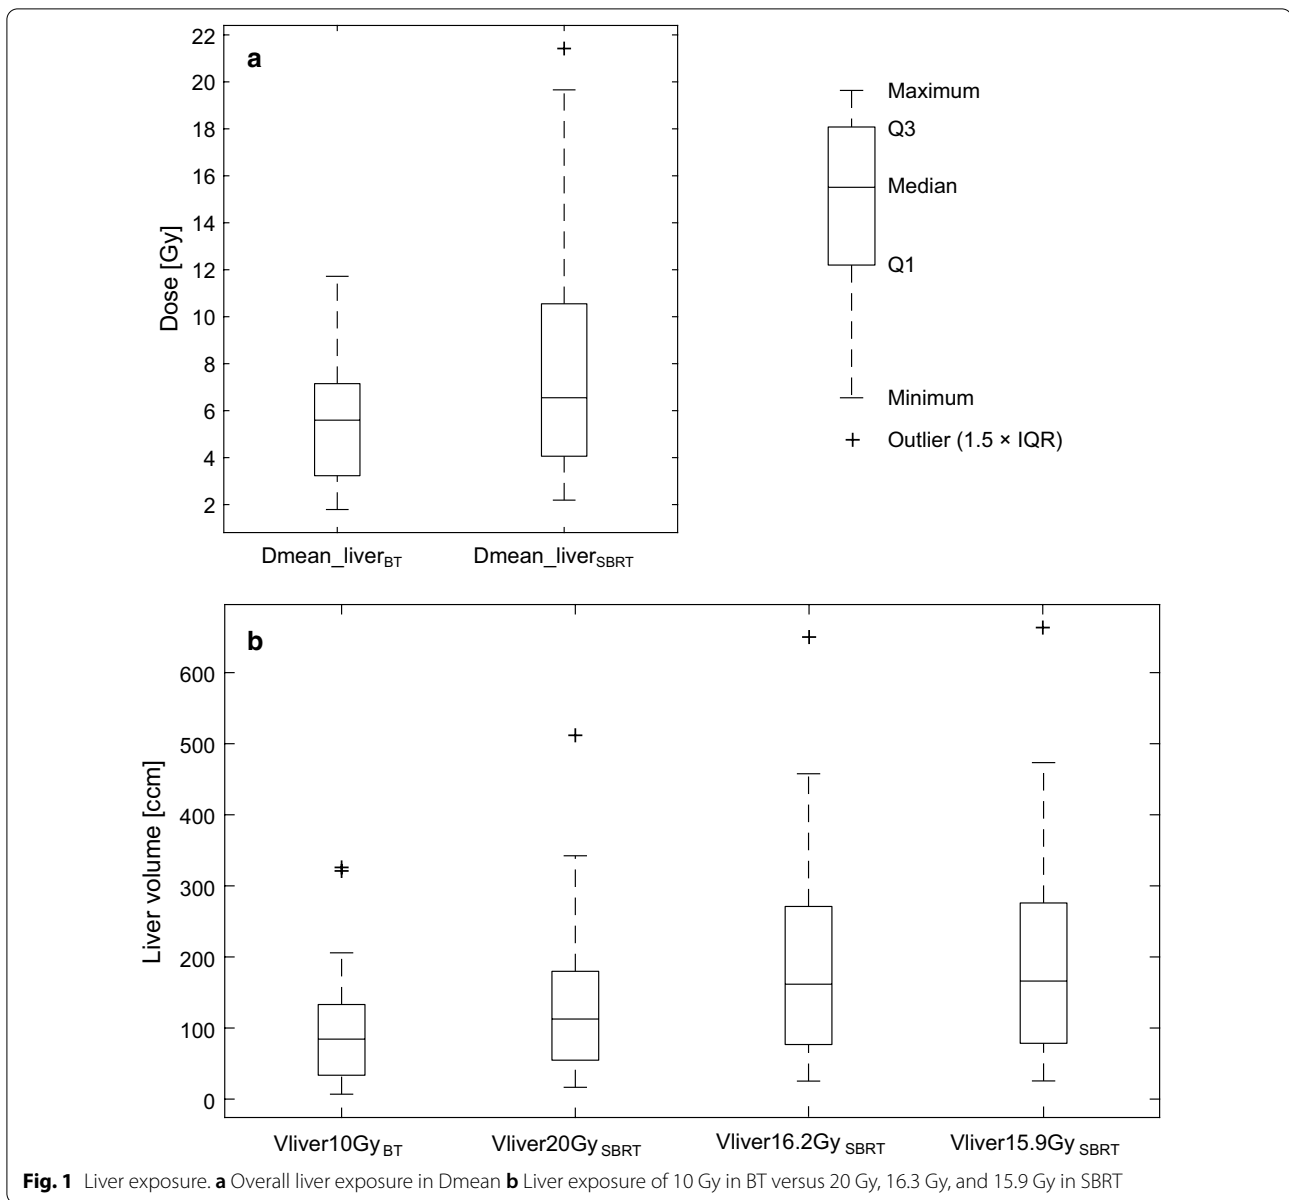 a
22
20
18
16
14
12
10
8
6
4
2
Dose [Gy]
Dmean_liverBT
Dmean_liverSBRT
Maximum
Q3
Median
Q1
Minimum
+ Outlier (1.5 × IQR)
b
600
500
400
300
200
100
0
Liver volume [ccm]
Vliver10GyBT
Vliver20GySBRT
Vliver16.2GySBRT
Vliver15.9GySBRT
Fig. 1 Liver exposure. a Overall liver exposure in Dmean b Liver exposure of 10 Gy in BT versus 20 Gy, 16.3 Gy, and 15.9 Gy in SBRT